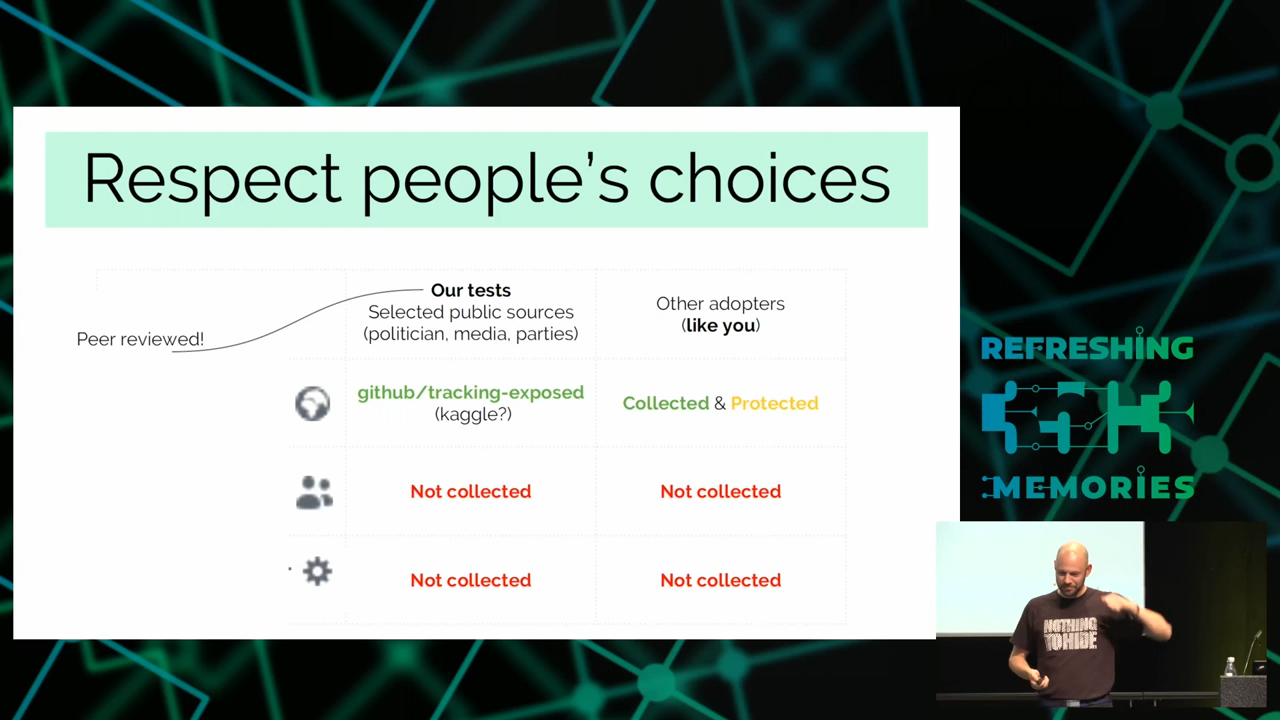 Respect people's choices
Our tests
Selected public sources
(politician, media, parties)
Other adopters
(like you)
Peer reviewed!
github/tracking-exposed
(kaggle?)
Collected & Protected
Not collected
Not collected
Not collected
Not collected
REFRESHING
35C3
MEMORIES
NOTHING
TO HIDE